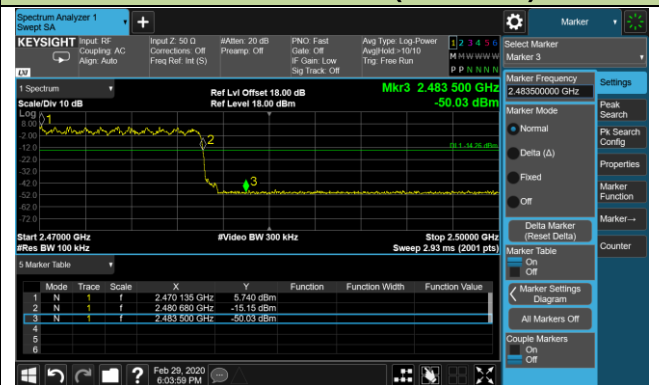 Spectrum Analyzer 1
Swept SA
Marker
KEYSIGHT
Input: RF
Coupling: AC
Align: Auto
Input Z: 50 Ω
Corrections: Off
Freq Ref: Int (S)
#Atten: 20 dB
Preamp: Off
PNO: Fast
Gate: Off
IF Gain: Low
Sig Track: Off
Avg Type: Log-Power
Avg|Hold:>10/10
Trig: Free Run
1 2 3 4 5 6
M M W W W W
P P N N N N
LXI
Select Marker
Marker 3
1 Spectrum
Scale/Div 10 dB
Ref Lvl Offset 18.00 dB
Ref Level 18.00 dBm
Mkr3 2.483 500 GHz
-50.03 dBm
Log
8.00
-2.00
-12.0
-22.0
-32.0
-42.0
-52.0
-62.0
-72.0
1
2
3
DL1 -14.26 dBm
Start 2.47000 GHz
#Res BW 100 kHz
#Video BW 300 kHz
Stop 2.50000 GHz
Sweep 2.93 ms (2001 pts)
5 Marker Table
Mode Trace Scale X Y Function Function Width Function Value
1 N 1 f 2.470 135 GHz 5.740 dBm
2 N 1 f 2.480 680 GHz -15.15 dBm
3 N 1 f 2.483 500 GHz -50.03 dBm
4
5
6
Marker Frequency
2.483500000 GHz
Marker Mode
Normal
Delta (Δ)
Fixed
Off
Delta Marker
(Reset Delta)
Marker Table
On
Off
Marker Settings
Diagram
All Markers Off
Couple Markers
On
Off
Settings
Peak
Search
Pk Search
Config
Properties
Marker
Function
Marker→
Counter
Feb 29, 2020
6:03:59 PM